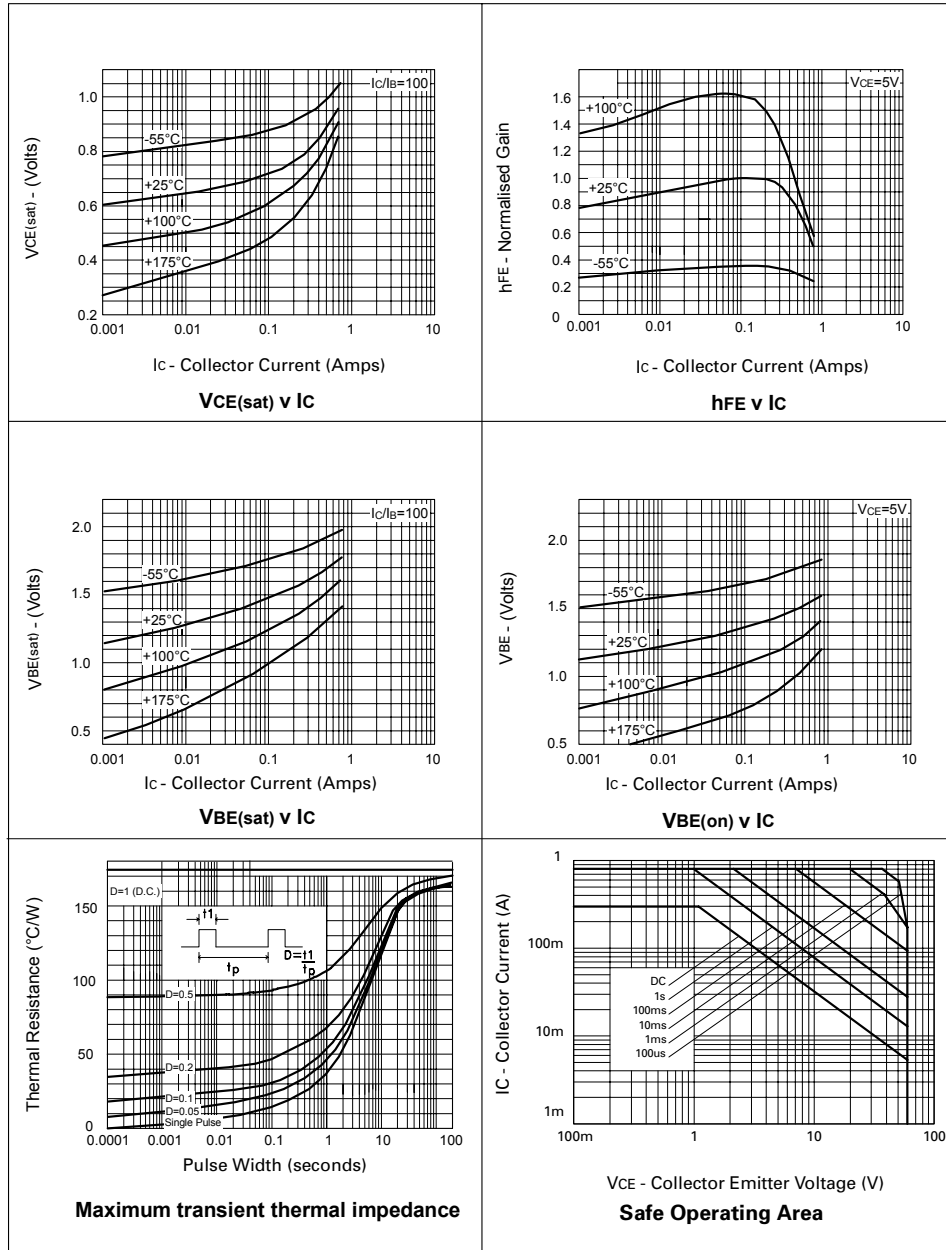 IC/IB=100
1.0
0.8
0.6
0.4
0.2
-55°C
+25°C
+100°C
+175°C
VCE(sat) - (Volts)
0.001 0.01 0.1 1 10
IC - Collector Current (Amps)
VCE(sat) v IC
VCE=5V
1.6
1.4
1.0
0.8
0.6
0.4
0.2
0
+100°C
+25°C
-55°C
hFE - Normalised Gain
0.001 0.01 0.1 1 10
IC - Collector Current (Amps)
hFE v IC
IC/IB=100
2.0
1.5
1.0
0.5
-55°C
+25°C
+100°C
+175°C
VBE(sat) - (Volts)
0.001 0.01 0.1 1 10
IC - Collector Current (Amps)
VBE(sat) v IC
VCE=5V
2.0
1.5
1.0
0.5
-55°C
+25°C
+100°C
+175°C
VBE - (Volts)
0.001 0.01 0.1 1 10
IC - Collector Current (Amps)
VBE(on) v IC
150
100
50
0
D=1 (D.C.)
t1
tp
D=t1/tp
D=0.5
D=0.2
D=0.1
D=0.05
Single Pulse
Thermal Resistance (°C/W)
0.0001 0.001 0.01 0.1 1 10 100
Pulse Width (seconds)
Maximum transient thermal impedance
1
100m
10m
1m
DC
1s
100ms
10ms
1ms
100us
IC - Collector Current (A)
100m 1 10 100
VCE - Collector Emitter Voltage (V)
Safe Operating Area